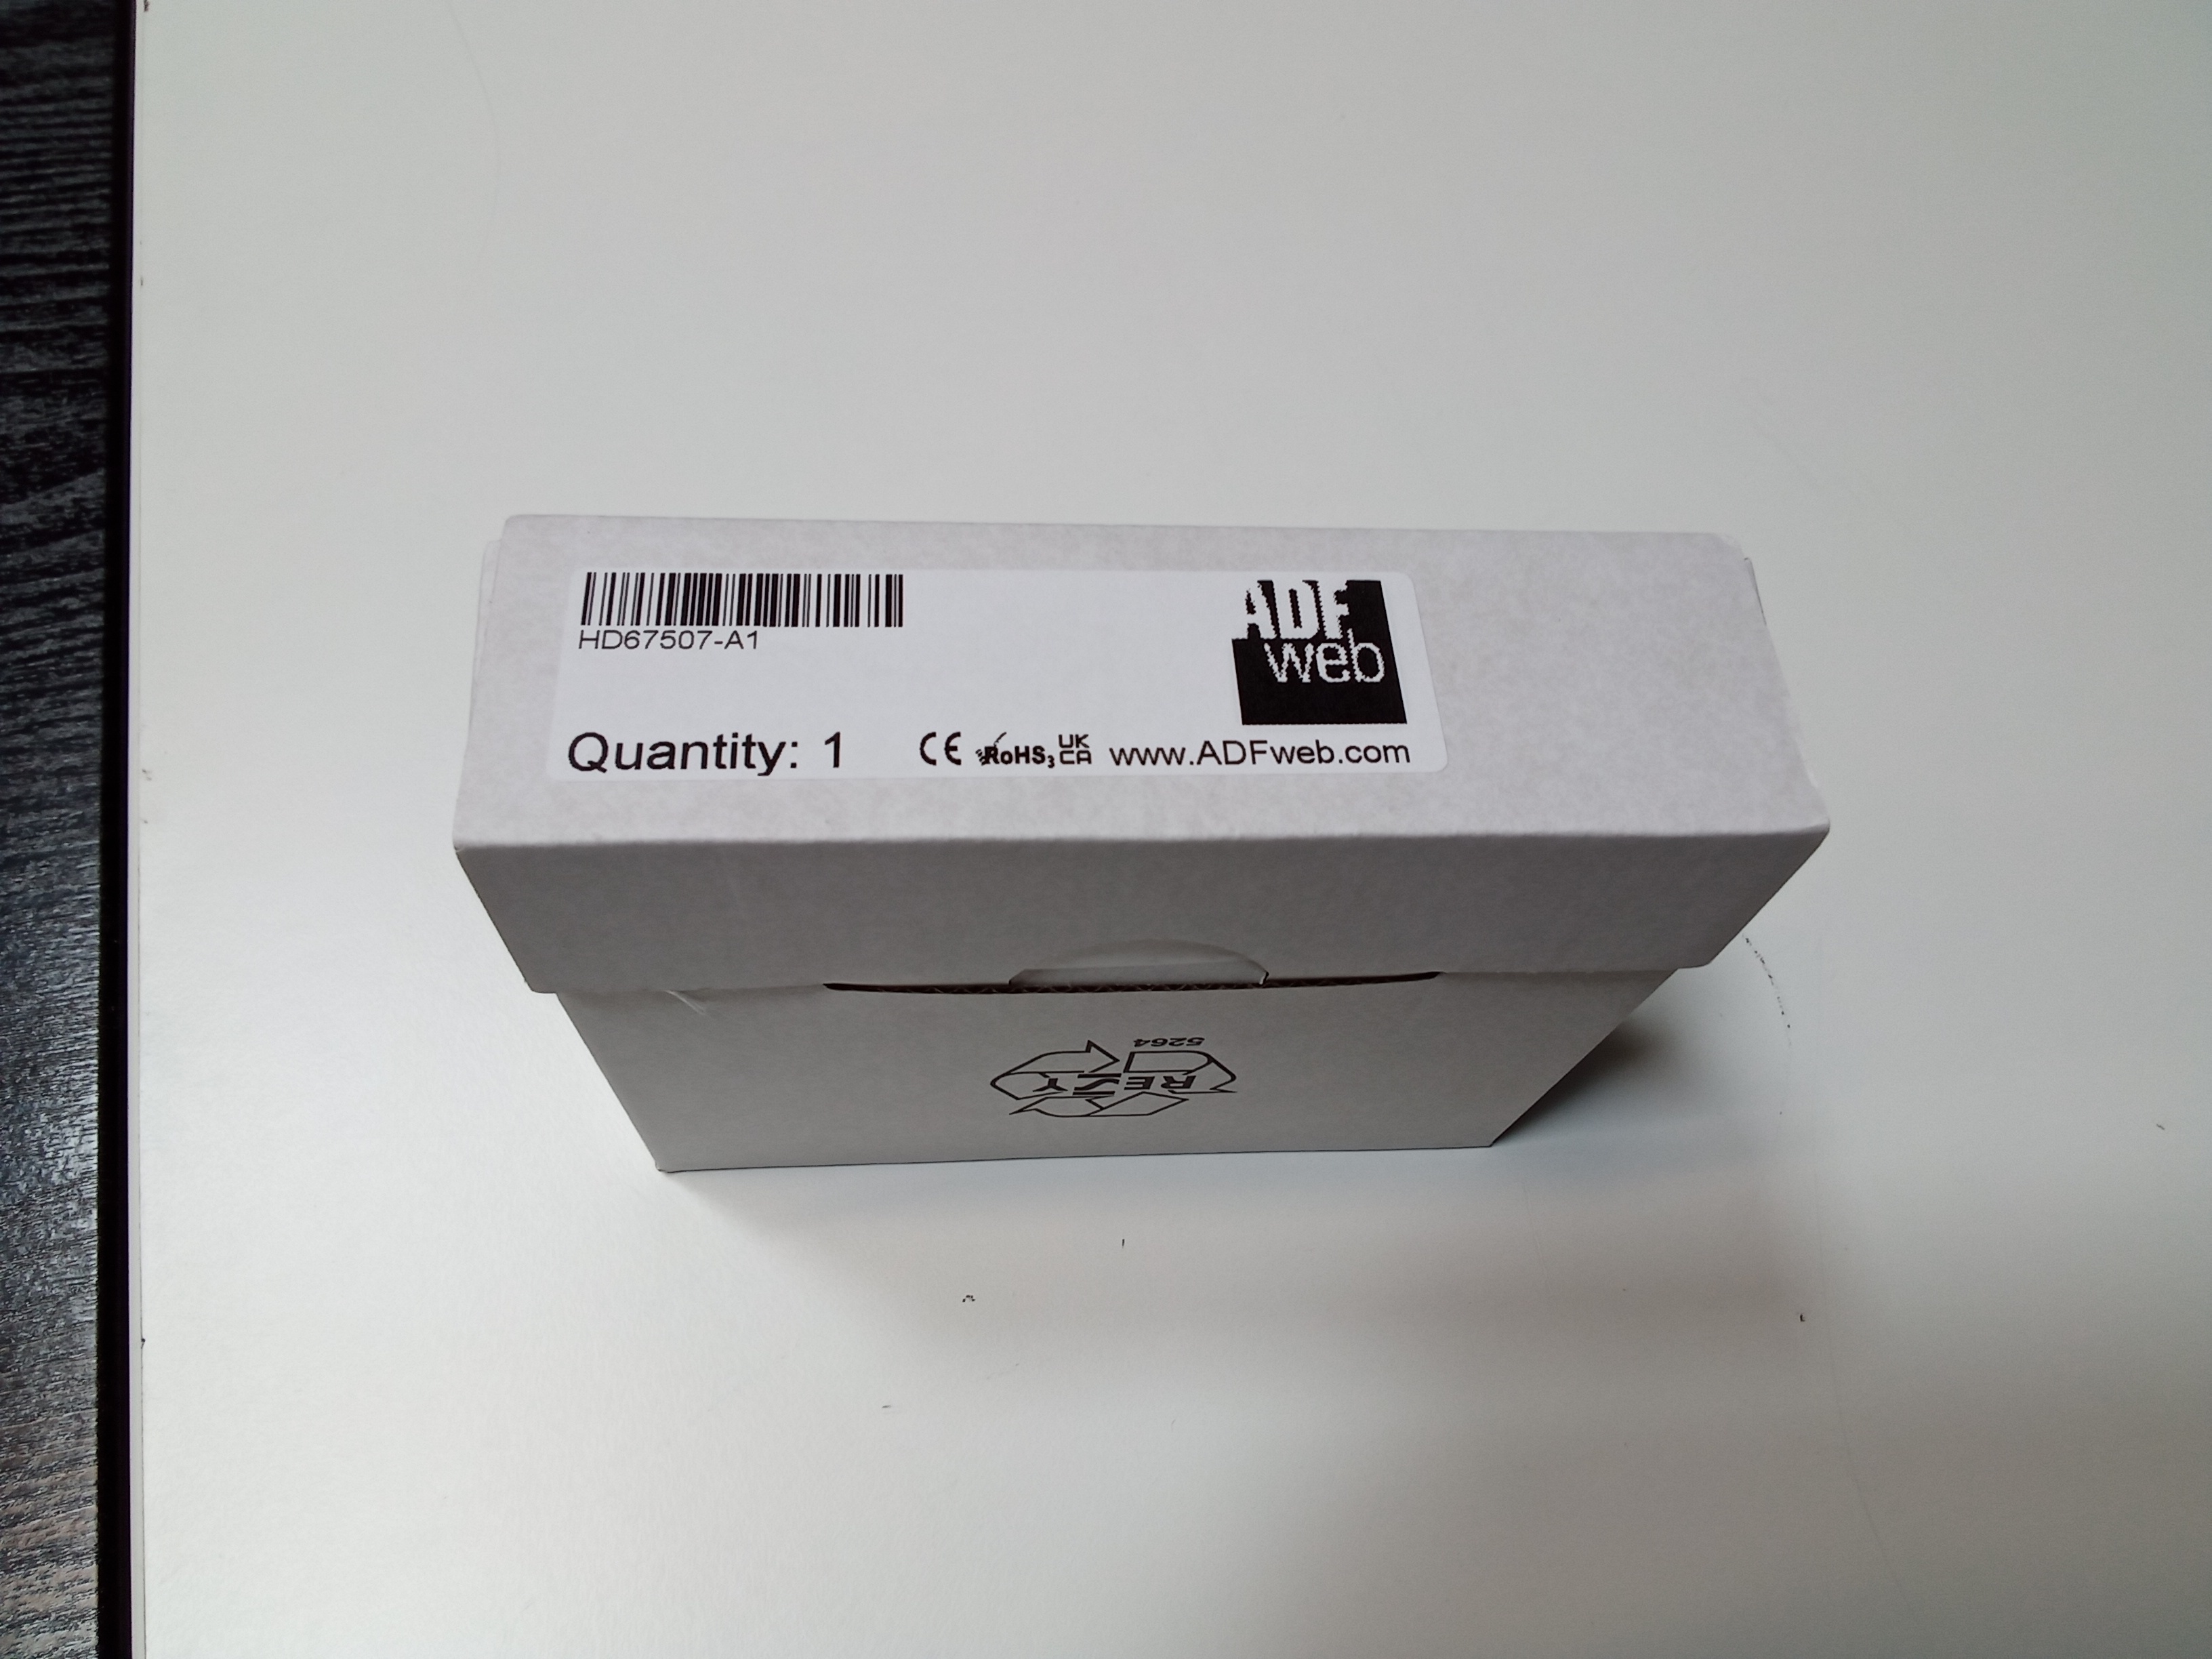 HD67507-A1
ADF
web
Quantity: 1
CE RoHS3 UK
CA www.ADFweb.com
5264
RESY